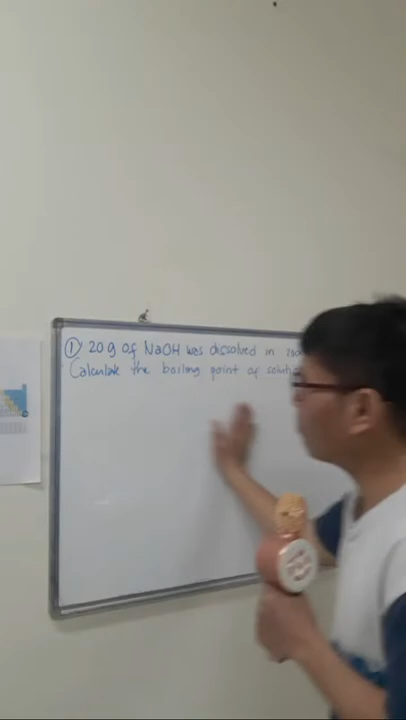 ① 20 g of NaOH was dissolved in
Calculate the boiling point of